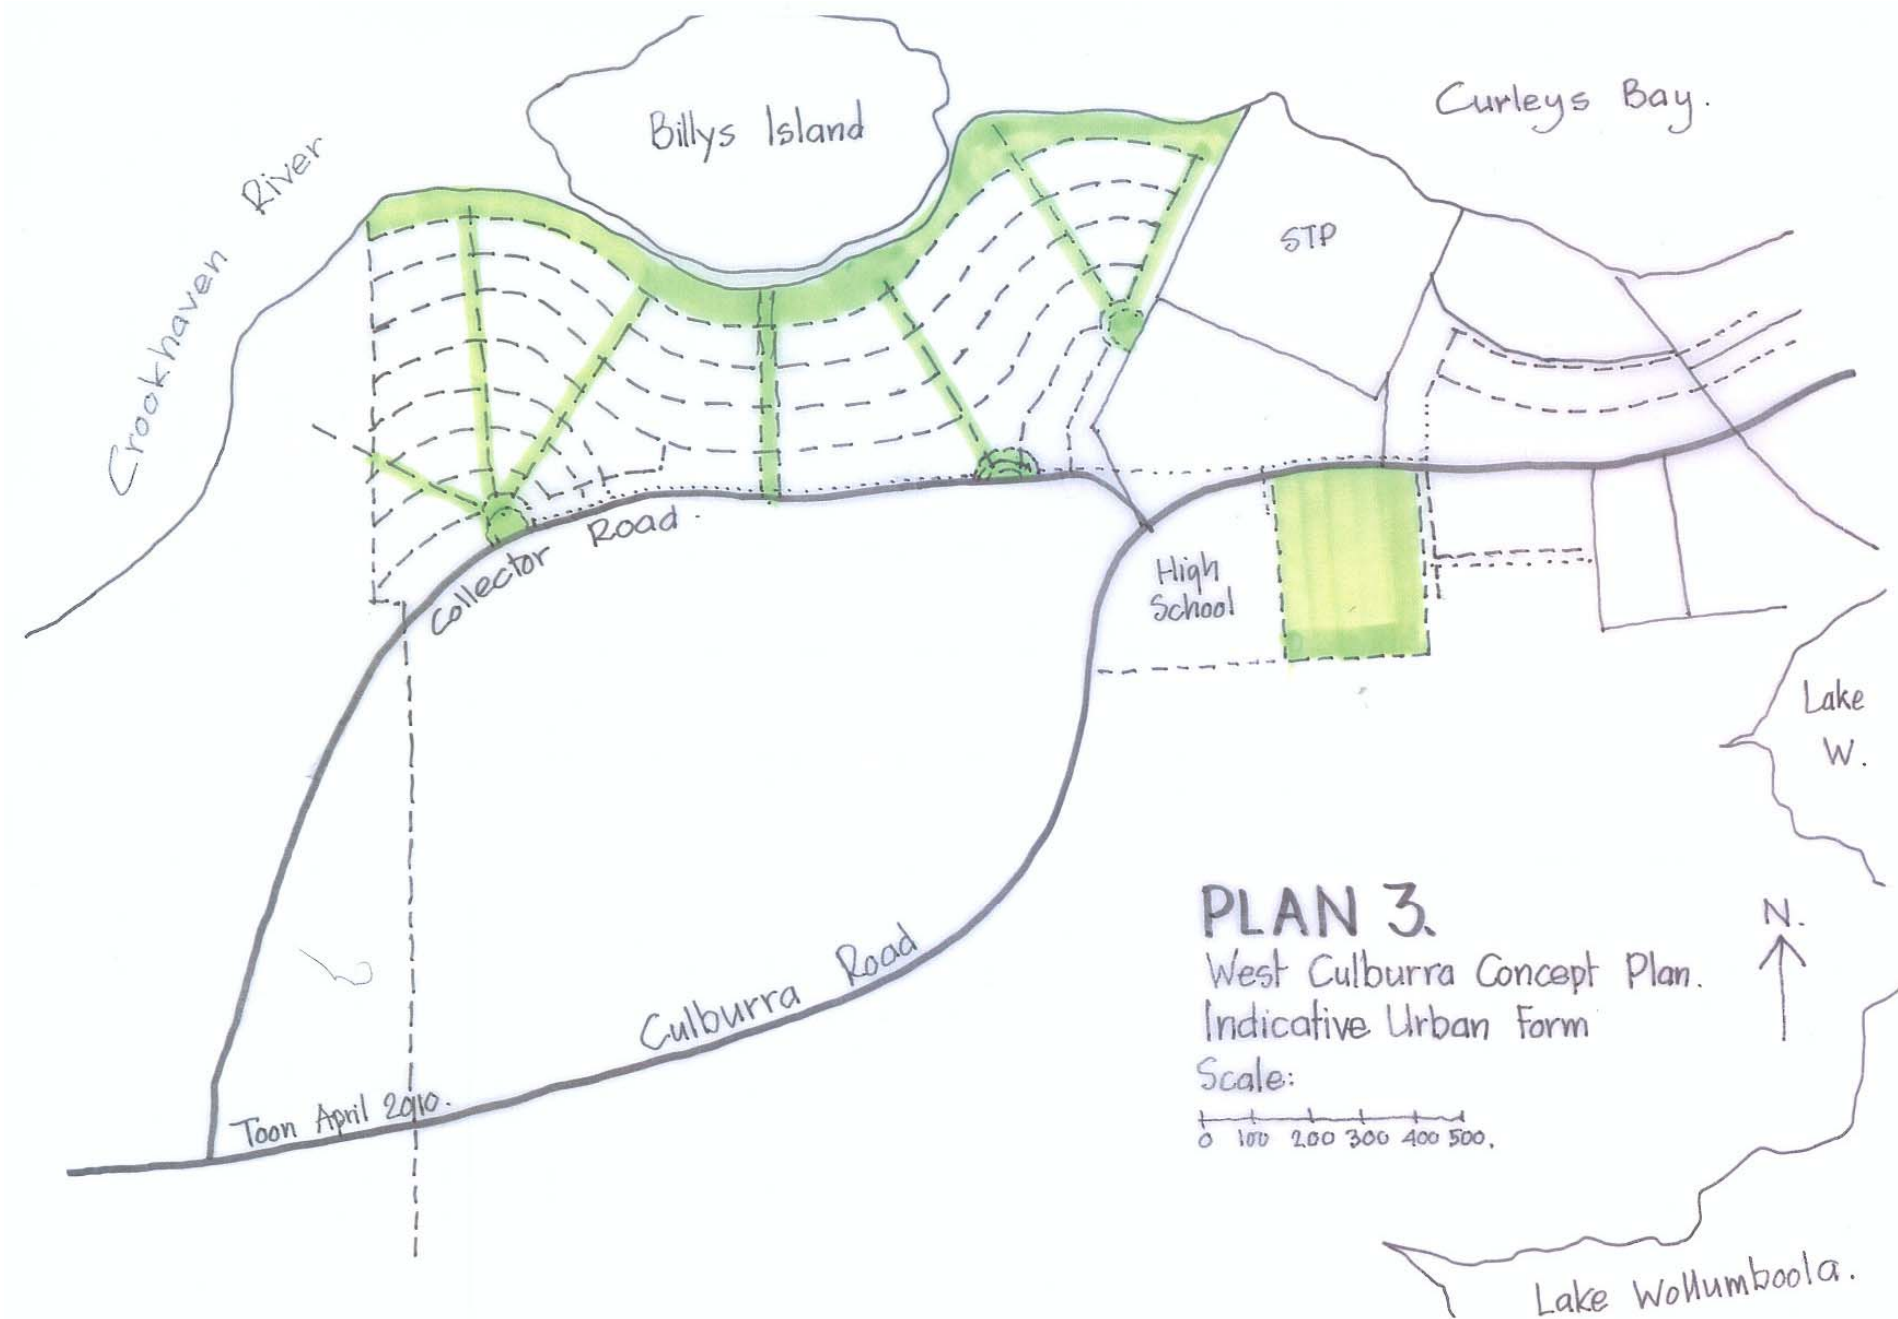 Curleys Bay.
Billys Island
Crookhaven River
STP
Collector Road.
High
School
Lake
W.
PLAN 3.
West Culburra Concept Plan.
Indicative Urban Form
Scale:
0 100 200 300 400 500.
N.
Culburra Road
Toon April 2010.
Lake Wollumboola.